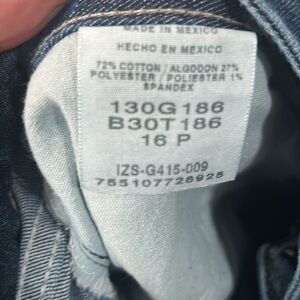 MADE IN MEXICO
HECHO EN MEXICO
72% COTTON / ALGODON 27%
POLYESTER / POLIESTER 1%
SPANDEX
130G186
B30T186
16 P
IZS-G415-009
755107728925